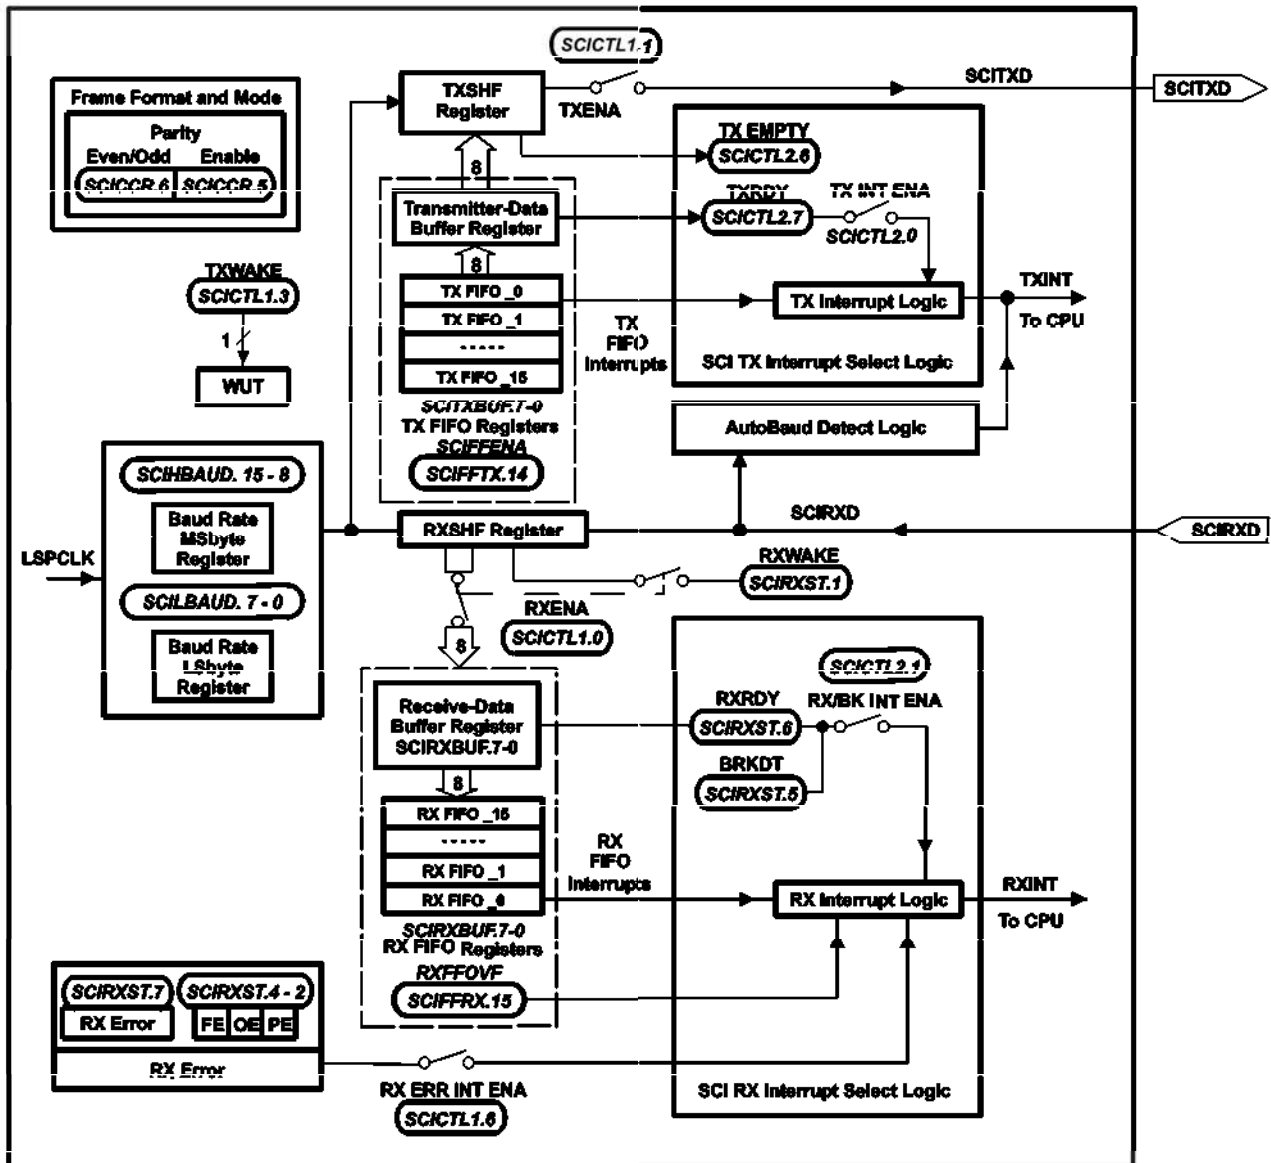 SCICTL1.1
TXSHF
Register
TXENA
SCITXD
SCITXD
Frame Format and Mode
Parity
Even/Odd Enable
SCICCR.6 SCICCR.5
TX EMPTY
SCICTL2.6
8
Transmitter-Data
Buffer Register
TXRDY
SCICTL2.7
TX INT ENA
SCICTL2.0
8
TXWAKE
SCICTL1.3
1
WUT
TX FIFO _0
TX FIFO _1
-----
TX FIFO _15
TX
FIFO
Interrupts
TX Interrupt Logic
TXINT
To CPU
SCI TX Interrupt Select Logic
SCITXBUF.7-0
TX FIFO Registers
SCIFFENA
SCIFFTX.14
AutoBaud Detect Logic
SCIHBAUD. 15 - 8
Baud Rate
MSbyte
Register
LSPCLK
SCILBAUD. 7 - 0
Baud Rate
LSbyte
Register
RXSHF Register
SCIRXD
SCIRXD
RXWAKE
SCIRXST.1
RXENA
SCICTL1.0
8
SCICTL2.1
RXRDY
SCIRXST.6
RX/BK INT ENA
BRKDT
SCIRXST.5
Receive-Data
Buffer Register
SCIRXBUF.7-0
8
RX FIFO _15
-----
RX FIFO _1
RX FIFO _0
RX
FIFO
Interrupts
RX Interrupt Logic
RXINT
To CPU
SCIRXBUF.7-0
RX FIFO Registers
RXFFOVF
SCIFFRX.15
SCIRXST.7 SCIRXST.4 - 2
RX Error FE OE PE
RX Error
RX ERR INT ENA
SCICTL1.6
SCI RX Interrupt Select Logic